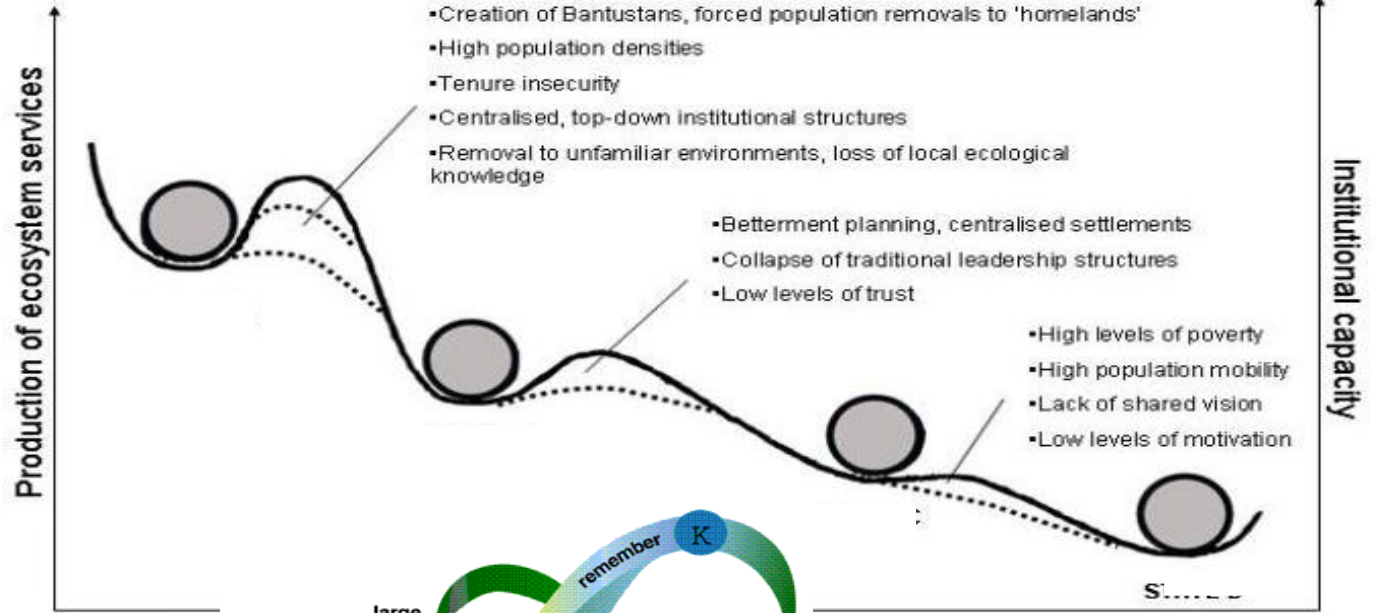 ▪Creation of Bantustans, forced population removals to 'homelands'
▪High population densities
▪Tenure insecurity
▪Centralised, top-down institutional structures
▪Removal to unfamiliar environments, loss of local ecological
knowledge
Production of ecosystem services
Institutional capacity
▪Betterment planning, centralised settlements
▪Collapse of traditional leadership structures
▪Low levels of trust
▪High levels of poverty
▪High population mobility
▪Lack of shared vision
▪Low levels of motivation
K
remember
large